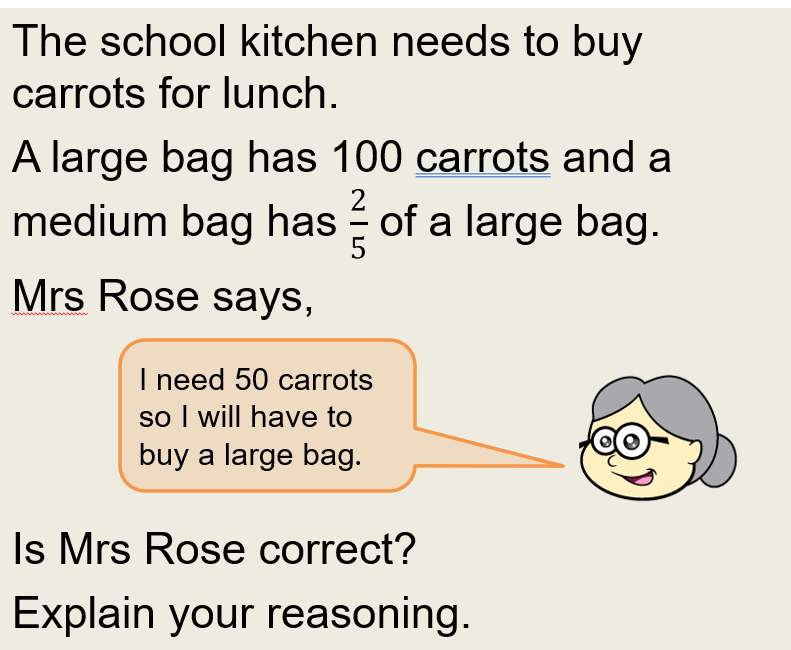 The school kitchen needs to buy
carrots for lunch.
A large bag has 100 carrots and a
medium bag has 2/5 of a large bag.
Mrs Rose says,
I need 50 carrots
so I will have to
buy a large bag.
Is Mrs Rose correct?
Explain your reasoning.